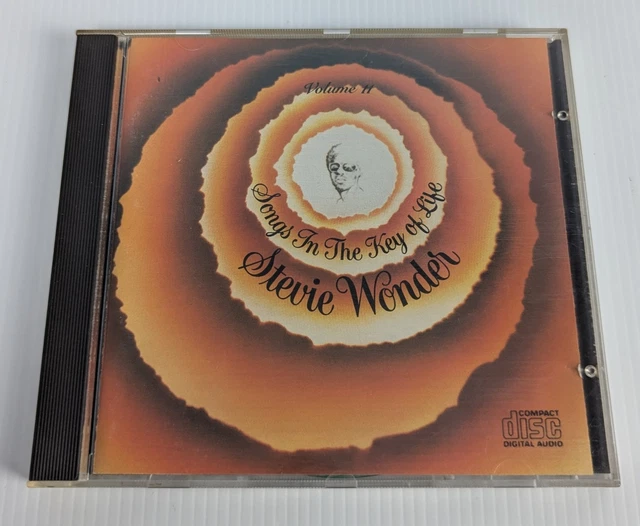 Volume II
Songs In The Key of Life
Stevie Wonder
COMPACT
disc
DIGITAL AUDIO